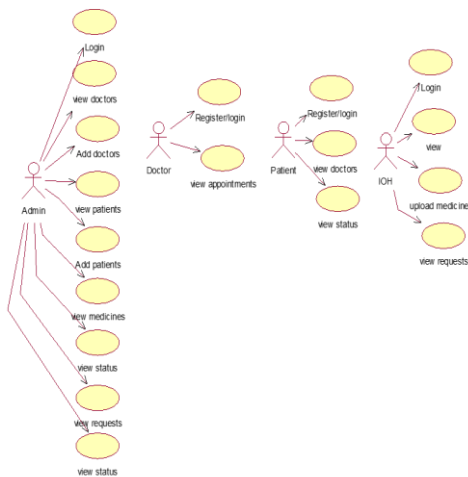 Login
view doctors
Add doctors
Admin
view patients
Add patients
view medicines
view status
view requests
view status
Register/login
Doctor
view appointments
Register/login
Patient
view doctors
view status
Login
view
IOH
upload medicine
view requests